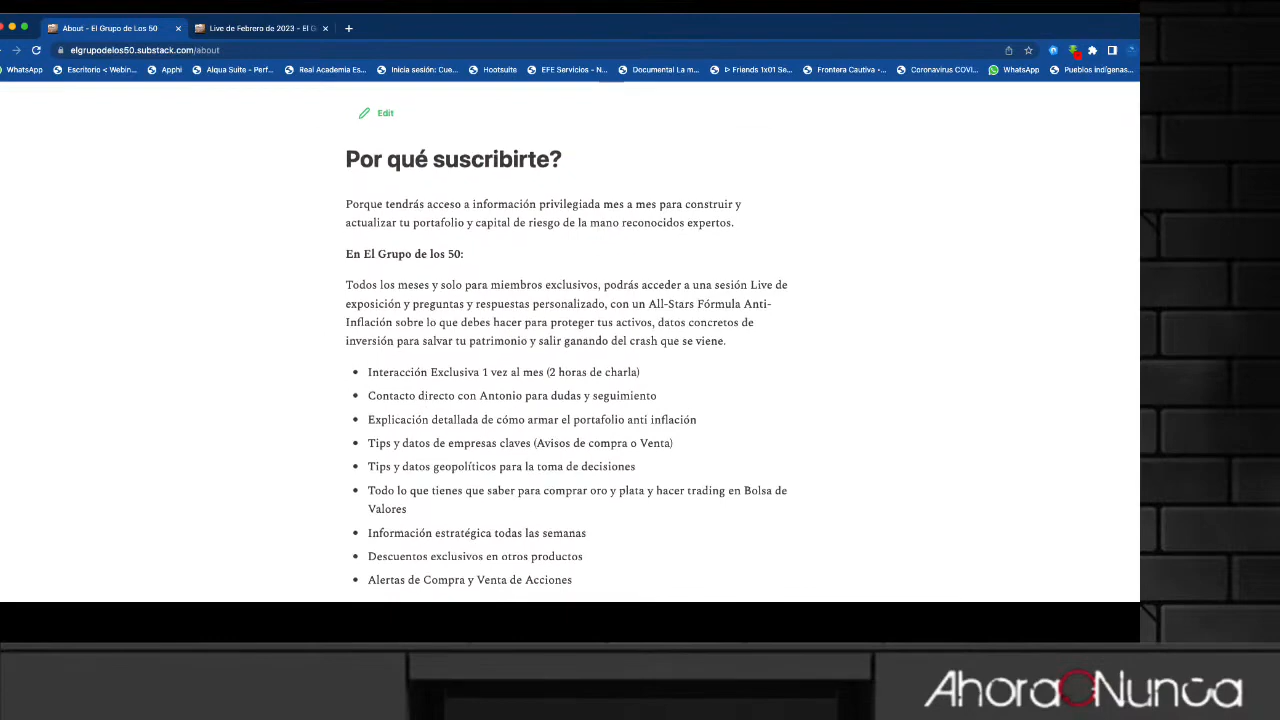 About - El Grupo de Los 50
Live de Febrero de 2023 - El G
elgrupodelos50.substack.com/about
WhatsApp
Escritorio < Webin...
Apphi
Alqua Suite - Perf...
Real Academia Es...
Inicia sesión: Cue...
Hootsuite
EFE Servicios - N...
Documental La m...
Friends 1x01 Se...
Frontera Cautiva -...
Coronavirus COVI...
WhatsApp
Pueblos indígenas...
Edit
Por qué suscribirte?
Porque tendrás acceso a información privilegiada mes a mes para construir y
actualizar tu portafolio y capital de riesgo de la mano reconocidos expertos.
En El Grupo de los 50:
Todos los meses y solo para miembros exclusivos, podrás acceder a una sesión Live de
exposición y preguntas y respuestas personalizado, con un All-Stars Fórmula Anti-
Inflación sobre lo que debes hacer para proteger tus activos, datos concretos de
inversión para salvar tu patrimonio y salir ganando del crash que se viene.
Interacción Exclusiva 1 vez al mes (2 horas de charla)
Contacto directo con Antonio para dudas y seguimiento
Explicación detallada de cómo armar el portafolio anti inflación
Tips y datos de empresas claves (Avisos de compra o Venta)
Tips y datos geopolíticos para la toma de decisiones
Todo lo que tienes que saber para comprar oro y plata y hacer trading en Bolsa de
Valores
Información estratégica todas las semanas
Descuentos exclusivos en otros productos
Alertas de Compra y Venta de Acciones
AhoraONunca